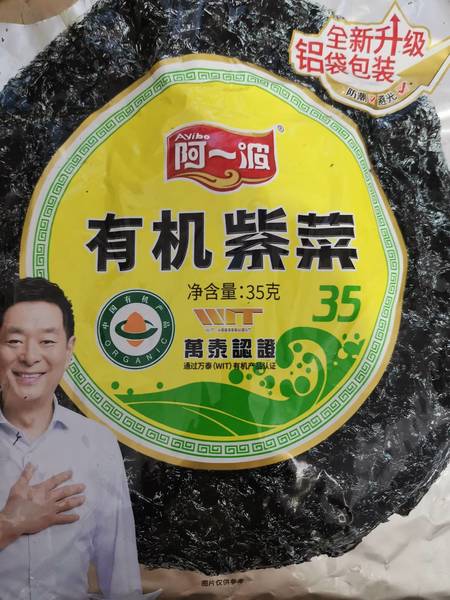 全新升级
铝袋包装
防潮 避光
Ayibo
阿一波®
有机紫菜
净含量:35克
35
WIT
萬泰認證
通过万泰(WIT)有机产品认证
中国有机产品
ORGANIC
图片仅供参考